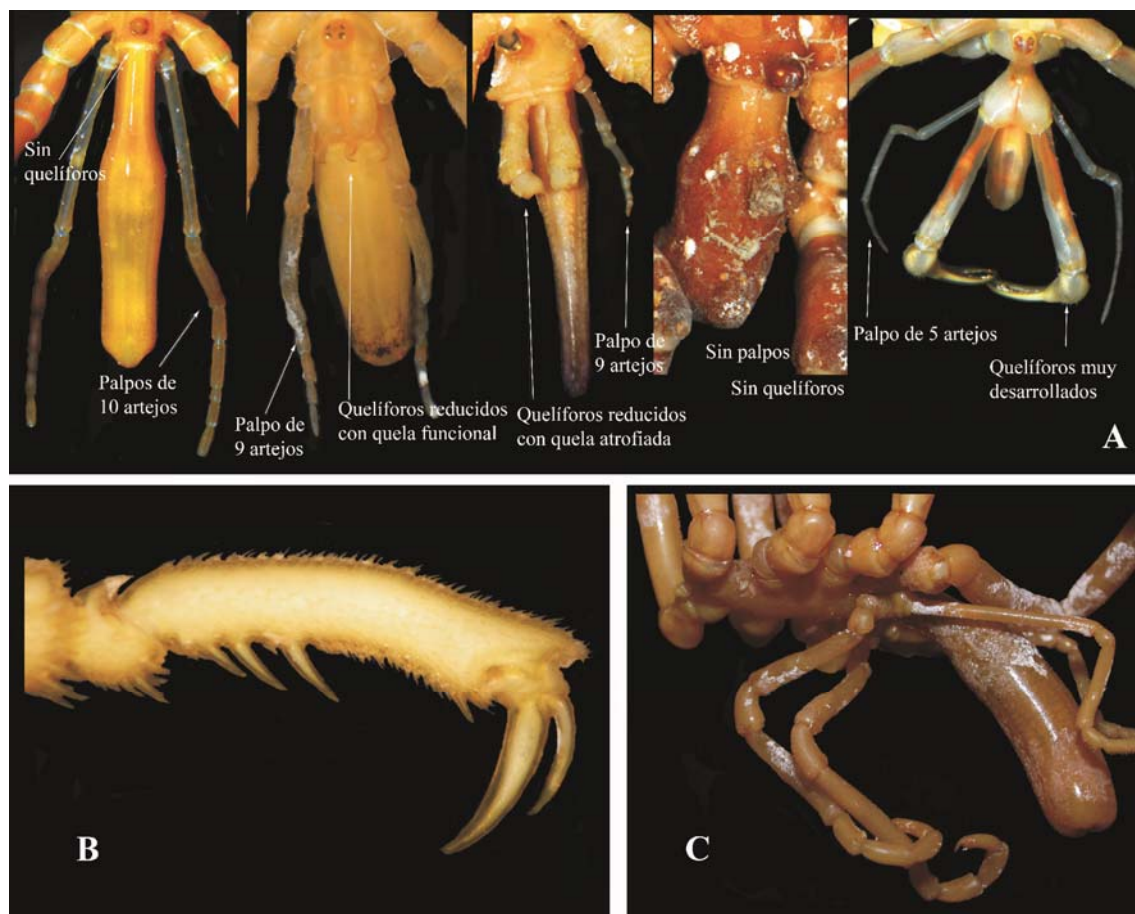 Sin
quelíforos
Palpos de
10 artejos
Palpo de
9 artejos
Quelíforos reducidos
con quela funcional
Quelíforos reducidos
con quela atrofiada
Palpo de
9 artejos
Sin palpos
Sin quelíforos
Palpo de 5 artejos
Quelíforos muy
desarrollados
A
B
C